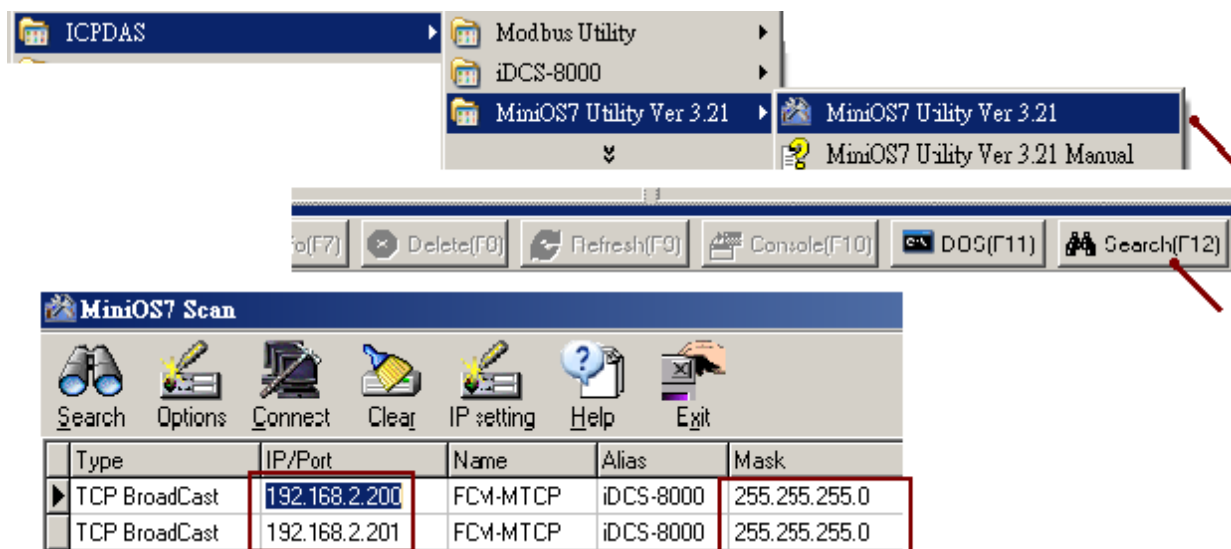 ICPDAS
Modbus Utility
iDCS-8000
MiniOS7 Utility Ver 3.21
MiniOS7 Utility Ver 3.21
MiniOS7 Utility Ver 3.21 Manual
fo(F7) Delete(F8) Refresh(F9) Console(F10) DOS(F11) Search(F12)
MiniOS7 Scan
Search Options Connect Clear IP setting Help Exit
Type IP/Port Name Alias Mask
TCP BroadCast 192.168.2.200 FCM-MTCP iDCS-8000 255.255.255.0
TCP BroadCast 192.168.2.201 FCM-MTCP iDCS-8000 255.255.255.0